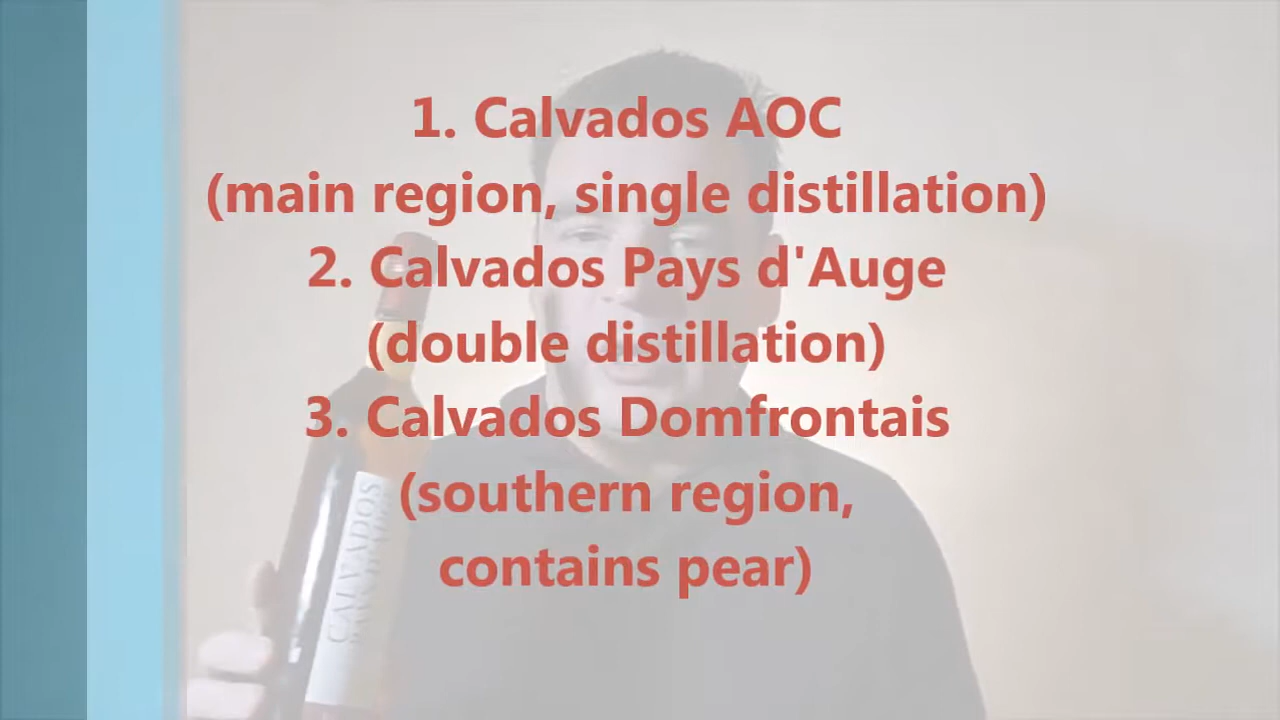 1. Calvados AOC
(main region, single distillation)
2. Calvados Pays d'Auge
(double distillation)
3. Calvados Domfrontais
(southern region,
contains pear)
CALVADOS